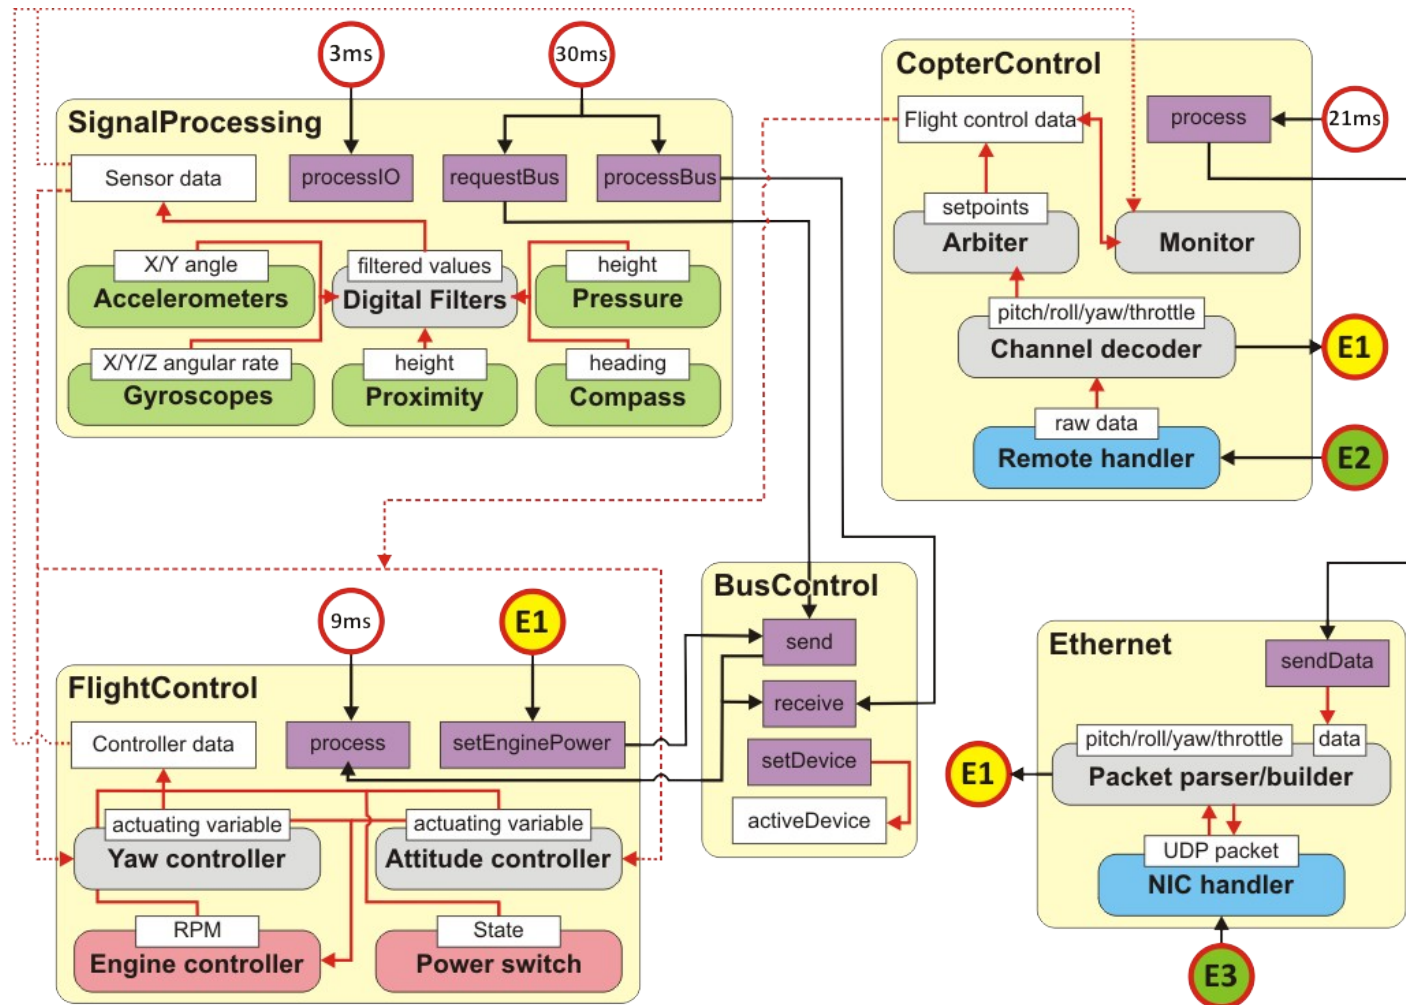 3ms
30ms
SignalProcessing
Sensor data
processIO
requestBus
processBus
X/Y angle
Accelerometers
filtered values
Digital Filters
height
Pressure
X/Y/Z angular rate
Gyroscopes
height
Proximity
heading
Compass
CopterControl
Flight control data
process
21ms
setpoints
Arbiter
Monitor
pitch/roll/yaw/throttle
Channel decoder
E1
raw data
Remote handler
E2
9ms
E1
FlightControl
Controller data
process
setEnginePower
actuating variable
Yaw controller
actuating variable
Attitude controller
RPM
Engine controller
State
Power switch
BusControl
send
receive
setDevice
activeDevice
Ethernet
sendData
pitch/roll/yaw/throttle
data
Packet parser/builder
E1
UDP packet
NIC handler
E3